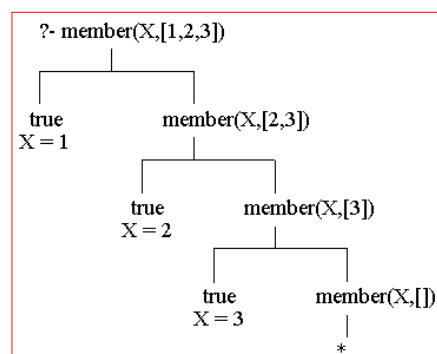 ?- member(X,[1,2,3])
true
X = 1
member(X,[2,3])
true
X = 2
member(X,[3])
true
X = 3
member(X,[])
*